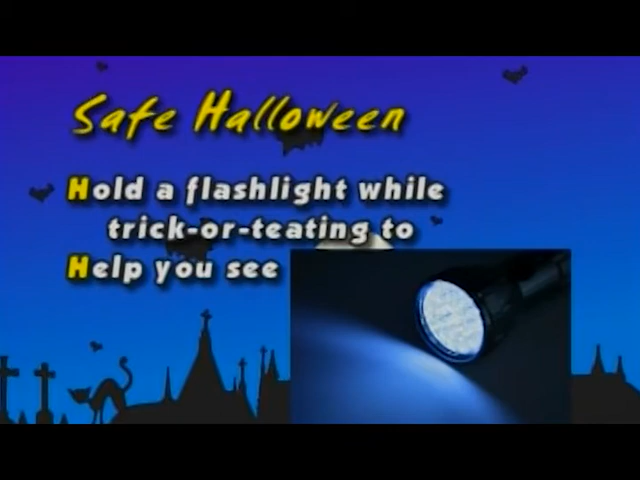 Safe Halloween
Hold a flashlight while
trick-or-teating to
Help you see